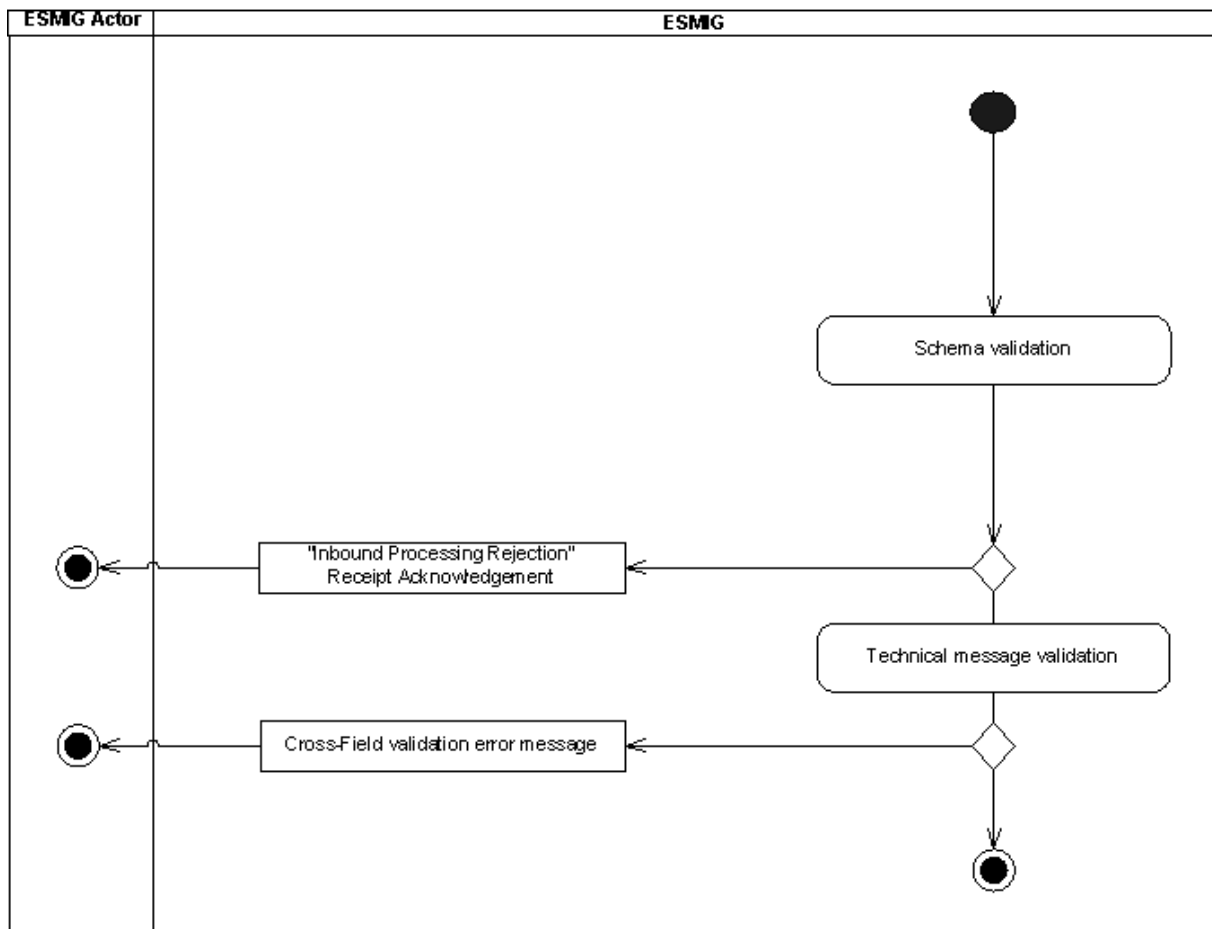 ESMIG Actor
ESMIG
Schema validation
"Inbound Processing Rejection"
Receipt Acknowledgement
Technical message validation
Cross-Field validation error message